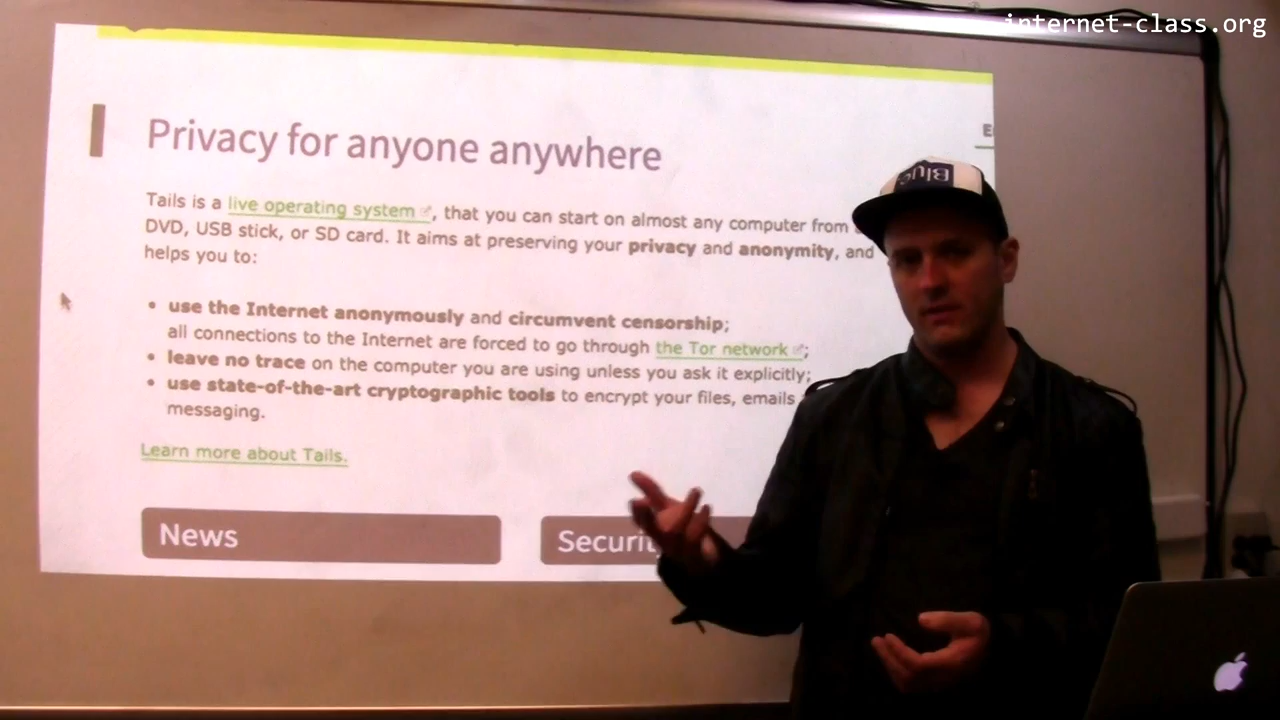 internet-class.org
Privacy for anyone anywhere
Tails is a live operating system, that you can start on almost any computer from
DVD, USB stick, or SD card. It aims at preserving your privacy and anonymity, and
helps you to:
• use the Internet anonymously and circumvent censorship;
all connections to the Internet are forced to go through the Tor network;
• leave no trace on the computer you are using unless you ask it explicitly;
• use state-of-the-art cryptographic tools to encrypt your files, emails
messaging.
Learn more about Tails.
News